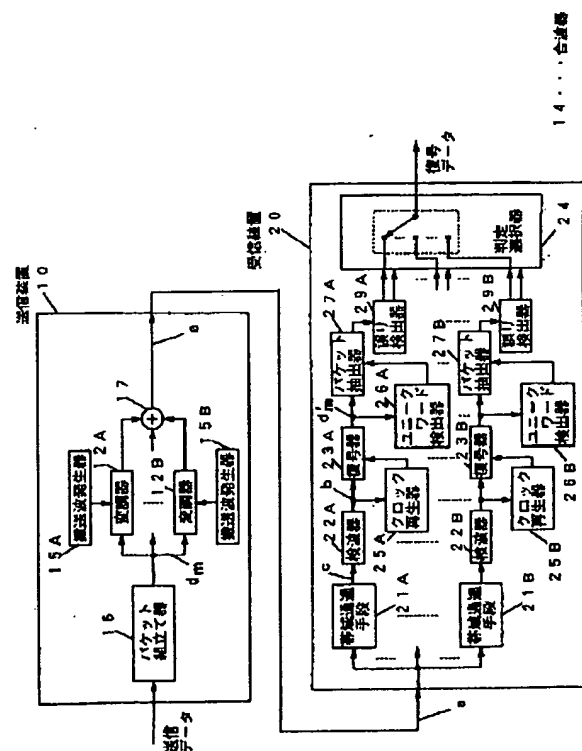 送信装置
10
15A
搬送波発生器
12A
変調器
17
a
12B
変調器
搬送波発生器
15B
dm
16
パケット
組立て器
送信
データ
受信装置
20
復号
データ
判定
選択器
24
27A
29A
パケット
抽出器
誤り
検出器
26A
d'm
ユニーク
ワード
検出器
23A
復号器
b
22A
検波器
25A
クロック
再生器
c
帯域通過
手段
21A
27B
29B
パケット
抽出器
誤り
検出器
ユニーク
ワード
検出器
26B
23B
復号器
22B
検波器
クロック
再生器
25B
帯域通過
手段
21B
a
14・・・合波器